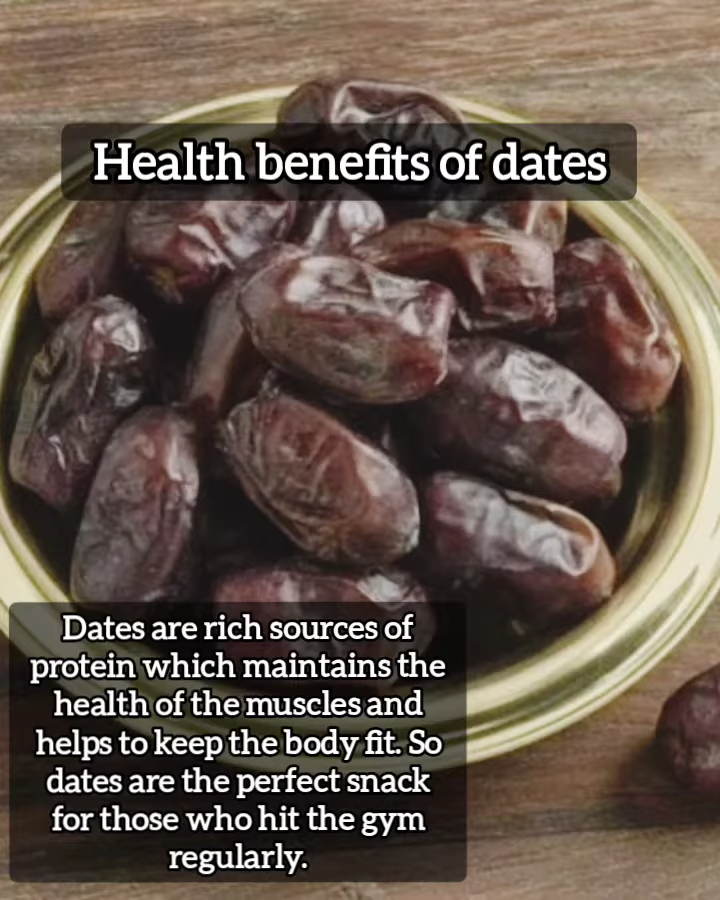 Health benefits of dates
Dates are rich sources of
protein which maintains the
health of the muscles and
helps to keep the body fit. So
dates are the perfect snack
for those who hit the gym
regularly.